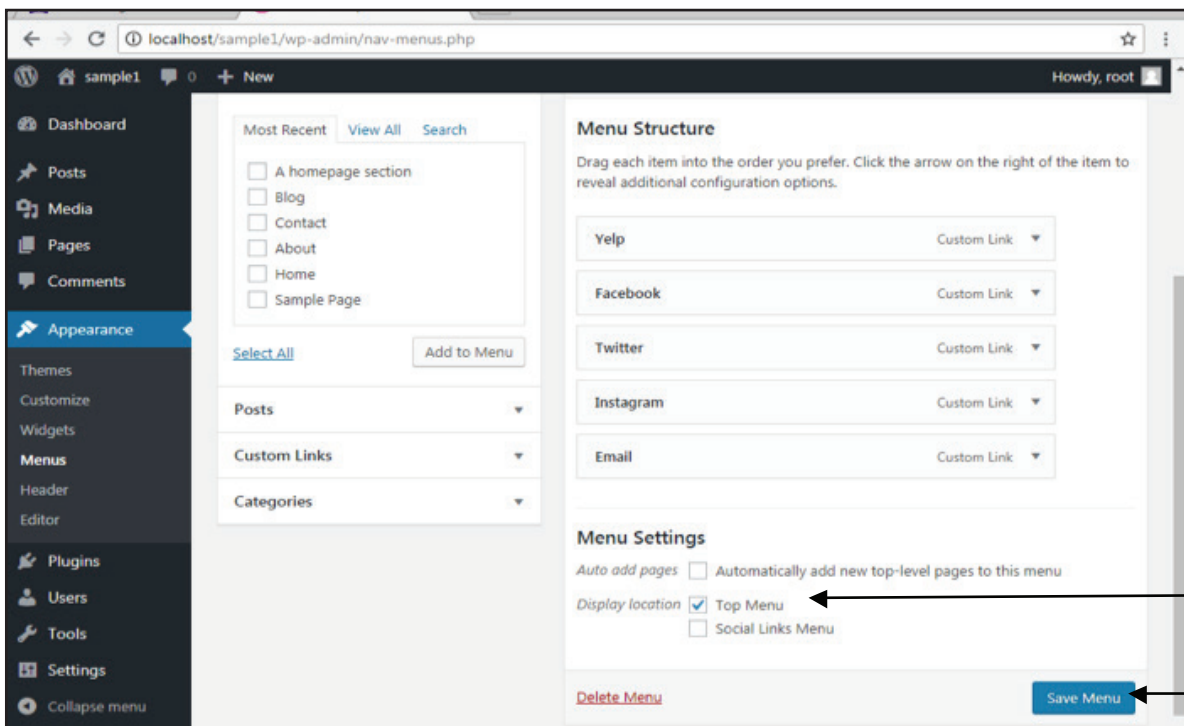 localhost/sample1/wp-admin/nav-menus.php
sample1 0 + New Howdy, root
Dashboard
Posts
Media
Pages
Comments
Appearance
Themes
Customize
Widgets
Menus
Header
Editor
Plugins
Users
Tools
Settings
Collapse menu
Most Recent View All Search
A homepage section
Blog
Contact
About
Home
Sample Page
Select All Add to Menu
Posts
Custom Links
Categories
Menu Structure
Drag each item into the order you prefer. Click the arrow on the right of the item to
reveal additional configuration options.
Yelp Custom Link
Facebook Custom Link
Twitter Custom Link
Instagram Custom Link
Email Custom Link
Menu Settings
Auto add pages Automatically add new top-level pages to this menu
Display location Top Menu
Social Links Menu
Delete Menu Save Menu